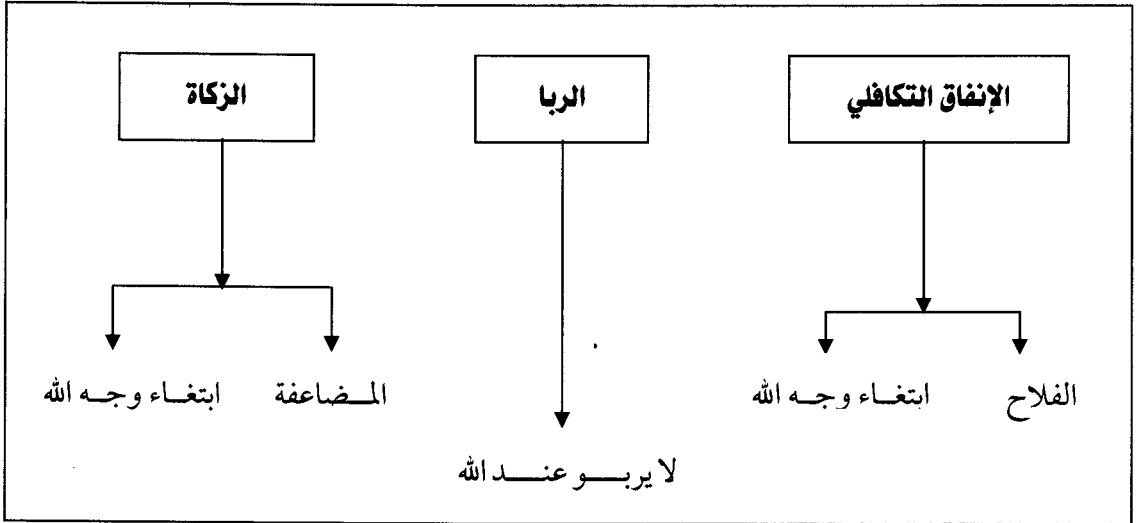 الإنفاق التكافلي
الربا
الزكاة
الفلاح
ابتغاء وجه الله
المضاعفة
ابتغاء وجه الله
لا يربو عند الله